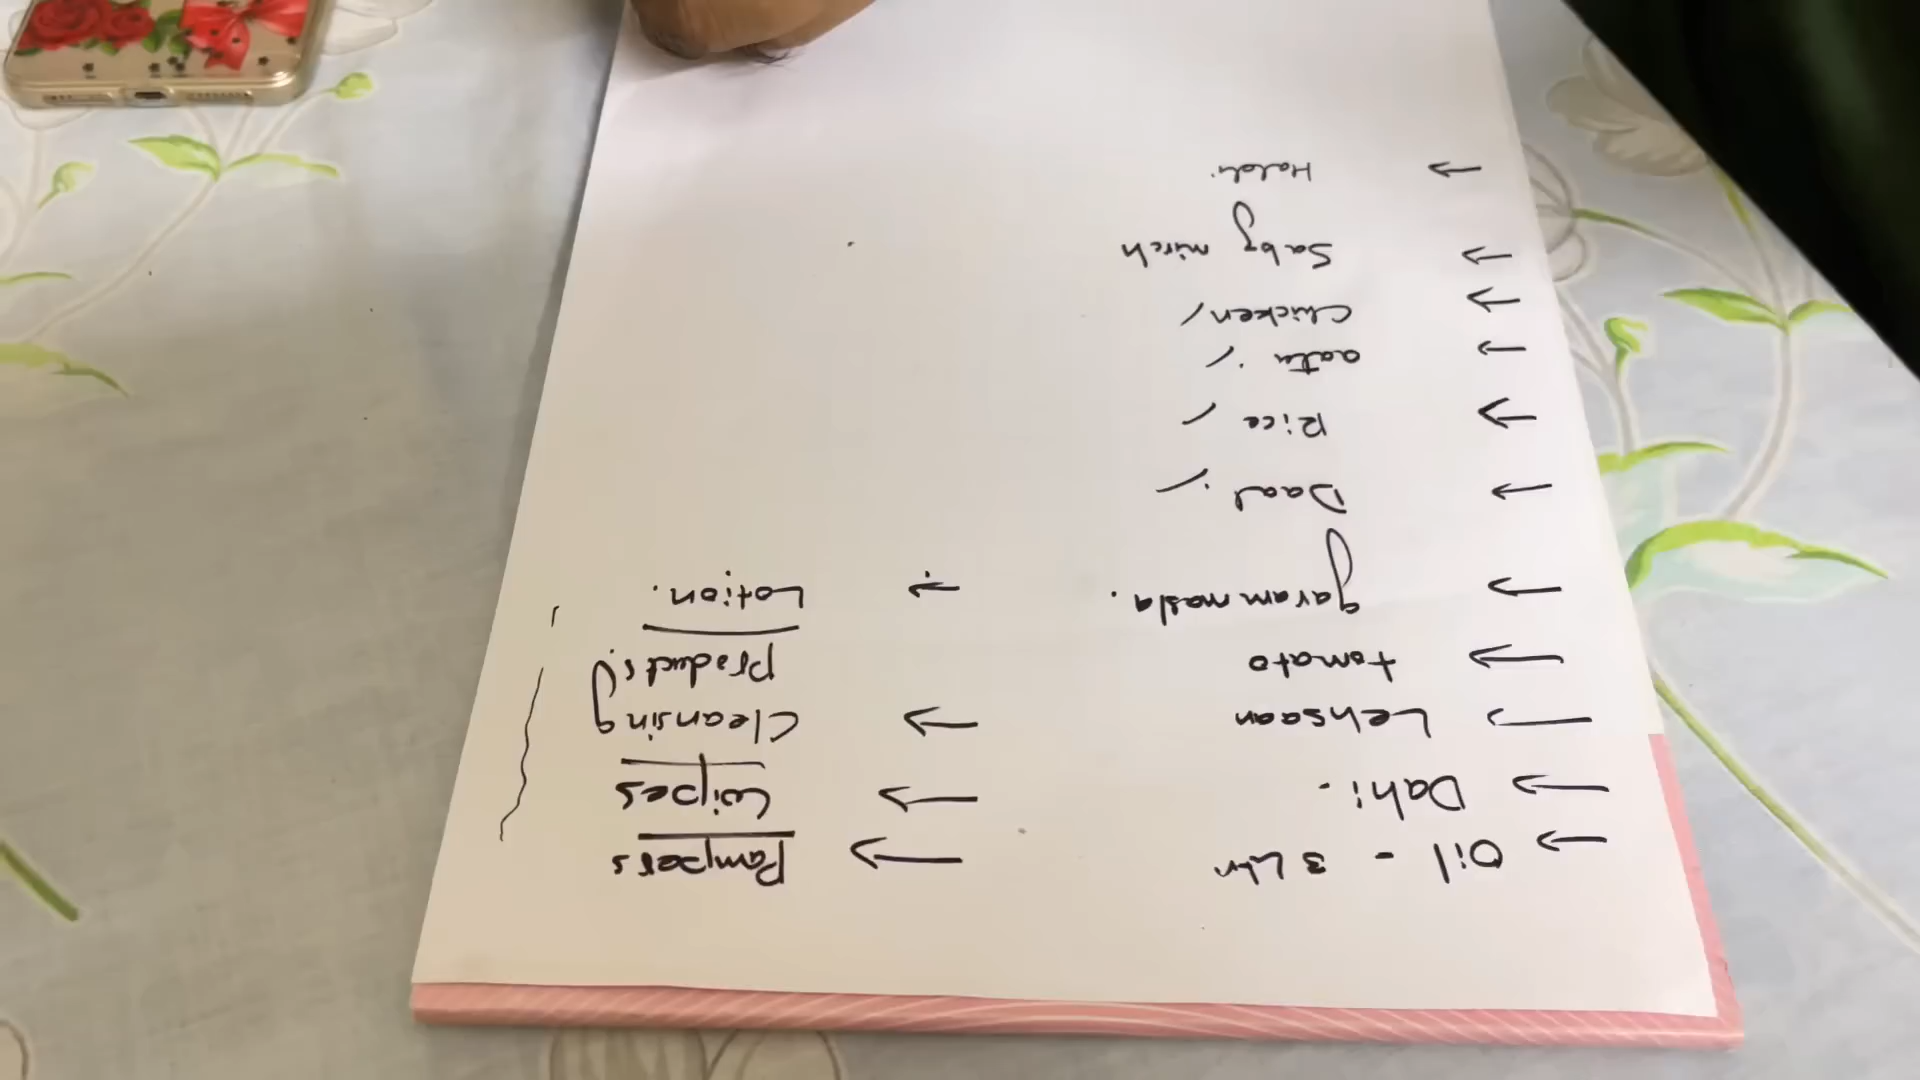 Oil - 3 Ltr
Dahi.
Lehsaan
tomato
garam masla.
Daal
Rice
aata
Chicken
Sabz mirch
Haldi
Pampers
Wipes
Cleansing
Products
Lotion.